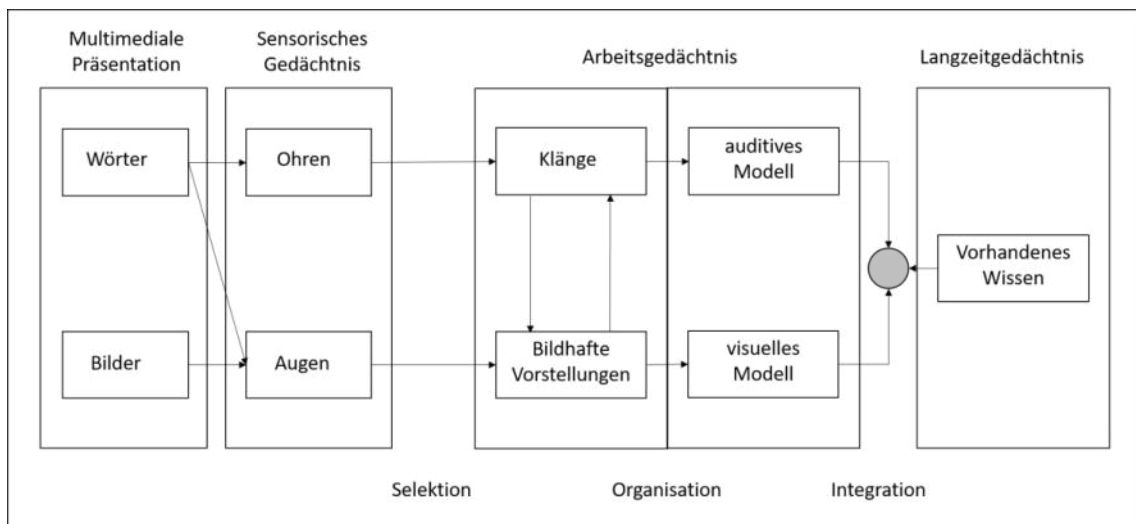 Multimediale
Präsentation
Sensorisches
Gedächtnis
Arbeitsgedächtnis
Langzeitgedächtnis
Wörter
Ohren
Klänge
auditives
Modell
Vorhandenes
Wissen
Bilder
Augen
Bildhafte
Vorstellungen
visuelles
Modell
Selektion
Organisation
Integration